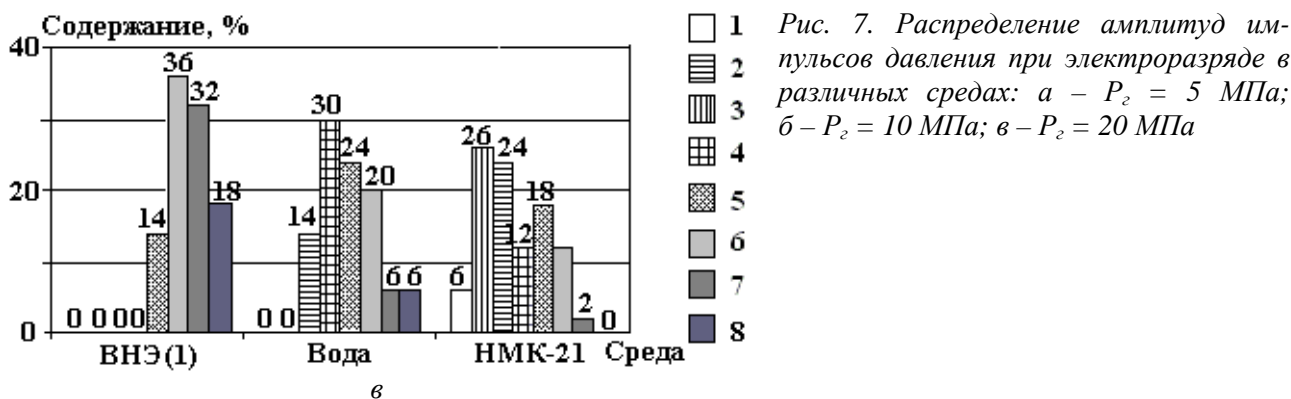 Содержание, %
40
20
0
0 0 0 0 14 36 32 18
0 0 14 30 24 20 6 6
6 26 24 12 18 2 0
ВНЭ (1) Вода НМК-21 Среда
в
1
2
3
4
5
6
7
8
Рис. 7. Распределение амплитуд им-
пульсов давления при электроразряде в
различных средах: а – Pг = 5 МПа;
б – Pг = 10 МПа; в – Pг = 20 МПа